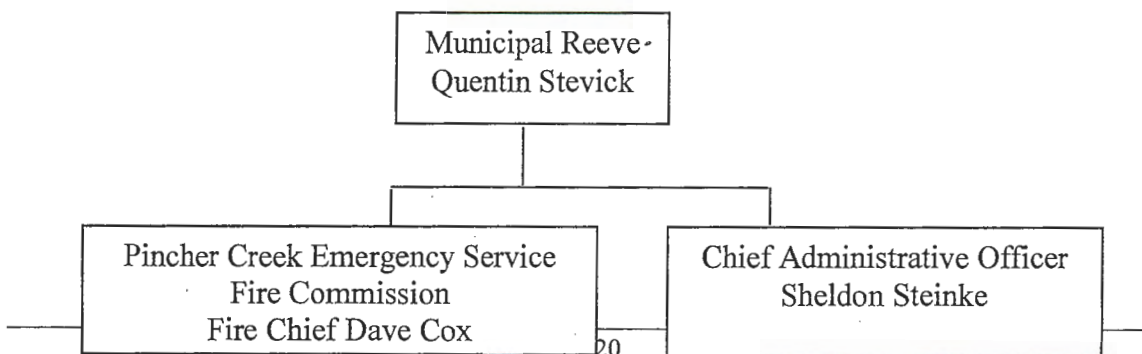 Municipal Reeve-
Quentin Stevick
Pincher Creek Emergency Service
Fire Commission
Fire Chief Dave Cox
Chief Administrative Officer
Sheldon Steinke
20